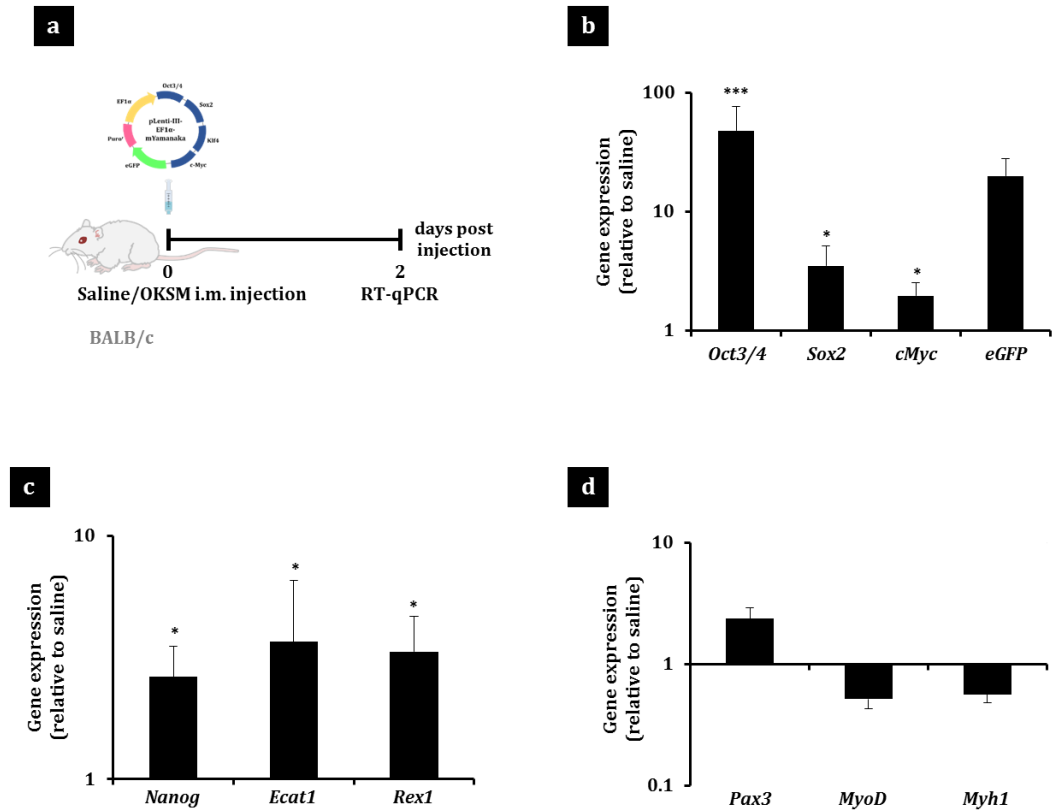 a
Oct3/4
EF1α
Sox2
pLenti-III-
EF1α-
mYamanaka
Puroʳ
Klf4
eGFP
c-Myc
days post
injection
0
2
Saline/OKSM i.m. injection
RT-qPCR
BALB/c
b
Gene expression
(relative to saline)
100
10
1
***
*
*
Oct3/4
Sox2
cMyc
eGFP
c
Gene expression
(relative to saline)
10
1
*
*
*
Nanog
Ecat1
Rex1
d
Gene expression
(relative to saline)
10
1
0.1
Pax3
MyoD
Myh1